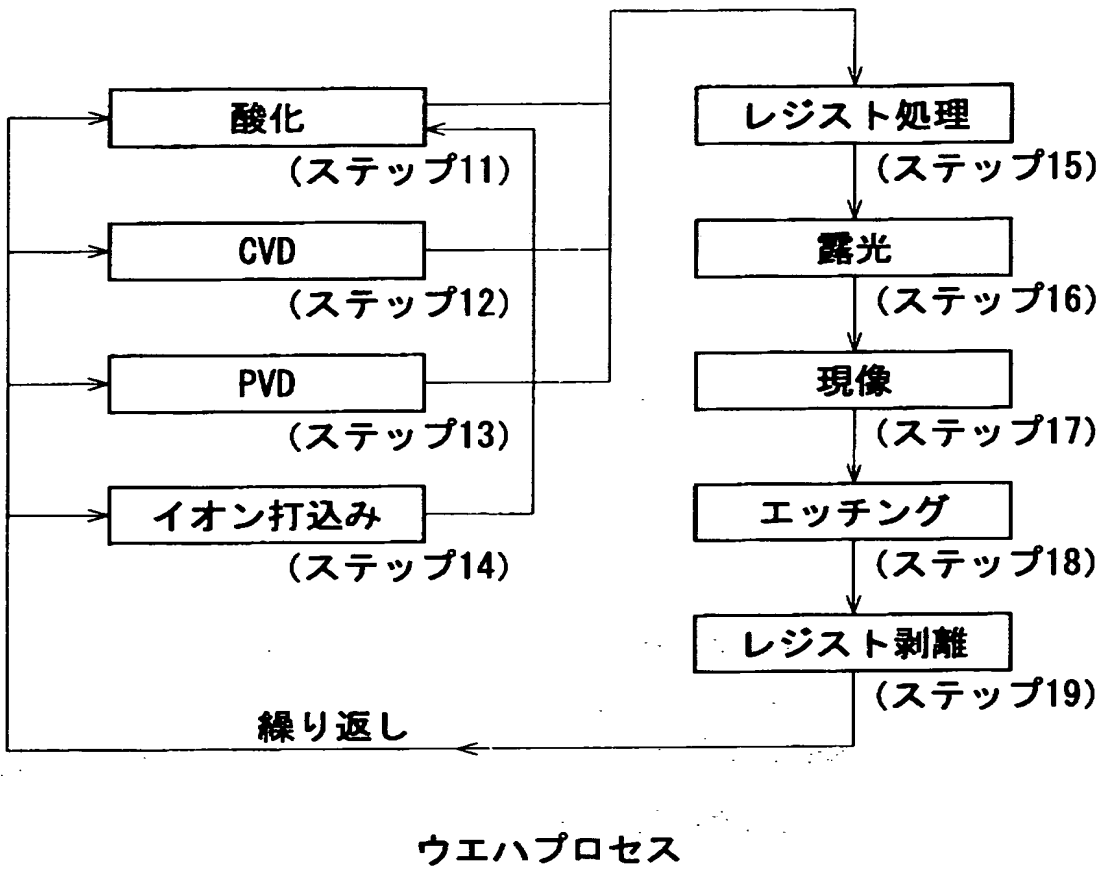 酸化
(ステップ11)
CVD
(ステップ12)
PVD
(ステップ13)
イオン打込み
(ステップ14)
レジスト処理
(ステップ15)
露光
(ステップ16)
現像
(ステップ17)
エッチング
(ステップ18)
レジスト剥離
(ステップ19)
繰り返し
ウエハプロセス